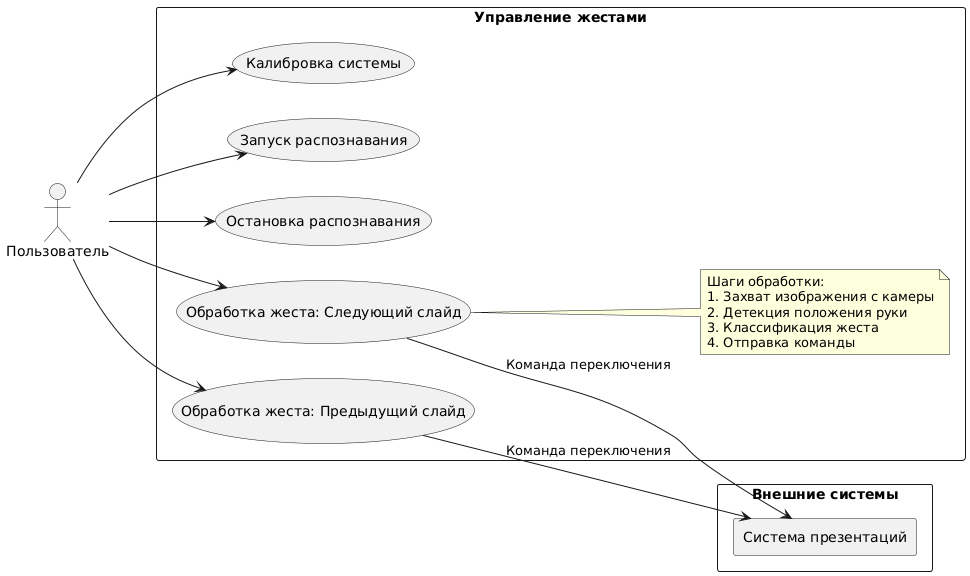 Управление жестами
Калибровка системы
Запуск распознавания
Пользователь
Остановка распознавания
Обработка жеста: Следующий слайд
Шаги обработки:
1. Захват изображения с камеры
2. Детекция положения руки
3. Классификация жеста
4. Отправка команды
Команда переключения
Обработка жеста: Предыдущий слайд
Команда переключения
Внешние системы
Система презентаций